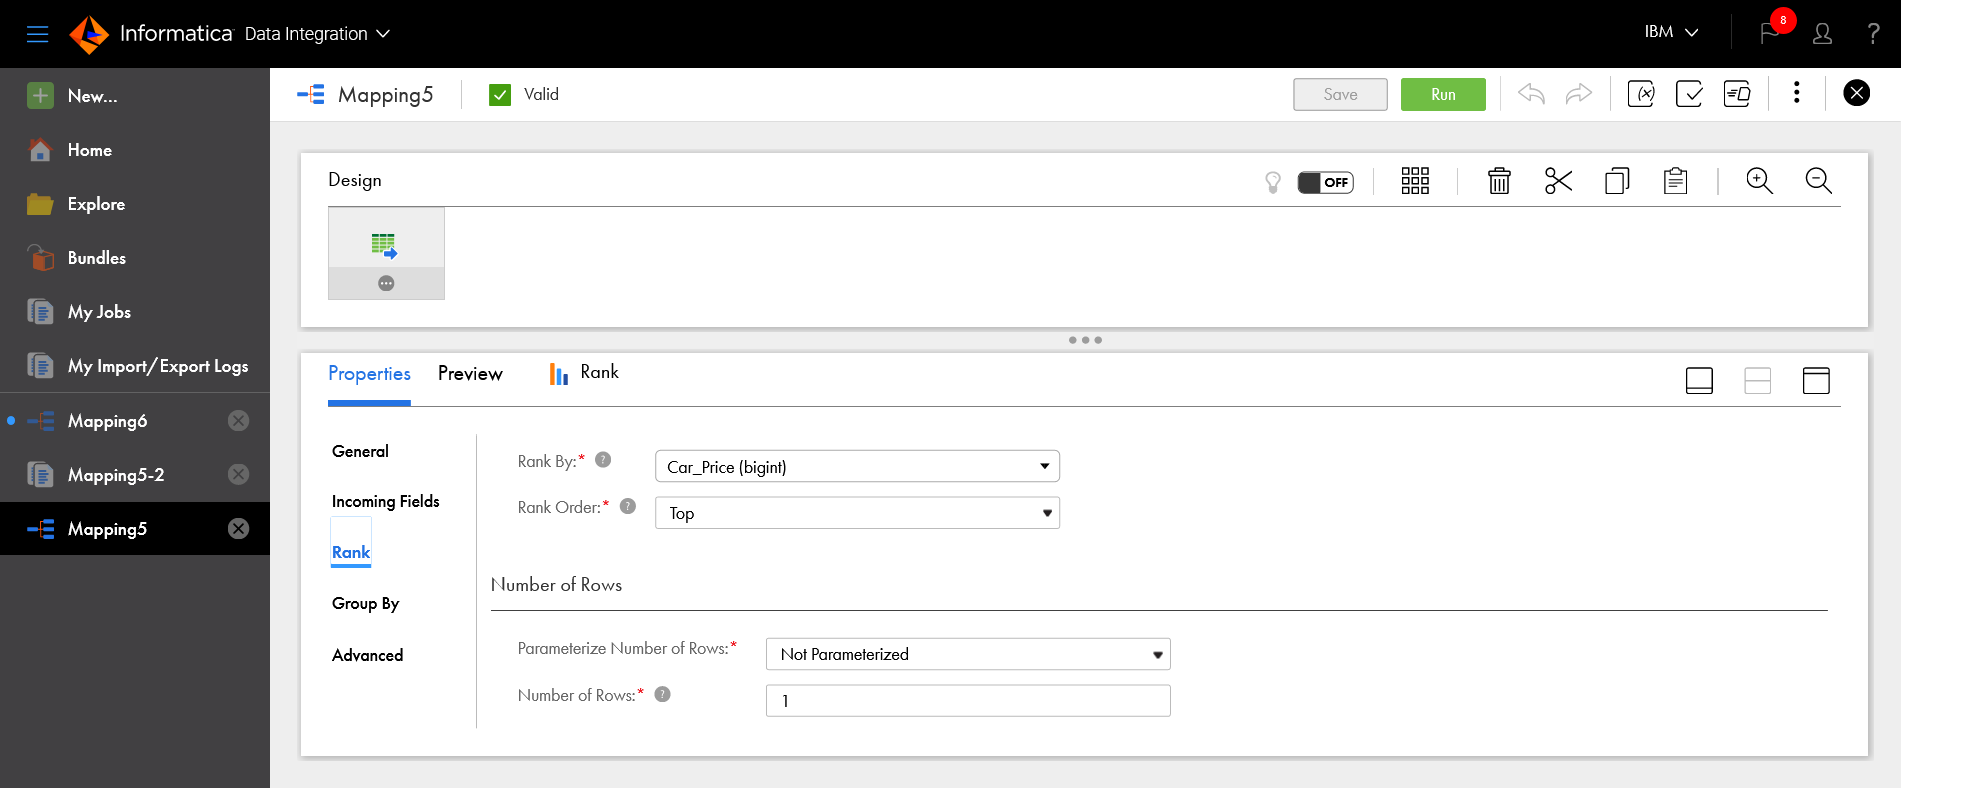 Informatica Data Integration
IBM
8
?
New...
Home
Explore
Bundles
My Jobs
My Import/Export Logs
Mapping6
Mapping5-2
Mapping5
Mapping5
Valid
Save
Run
(x)
Design
OFF
Properties
Preview
Rank
General
Incoming Fields
Rank
Group By
Advanced
Rank By:* ?
Car_Price (bigint)
Rank Order:* ?
Top
Number of Rows
Parameterize Number of Rows:*
Not Parameterized
Number of Rows:* ?
1